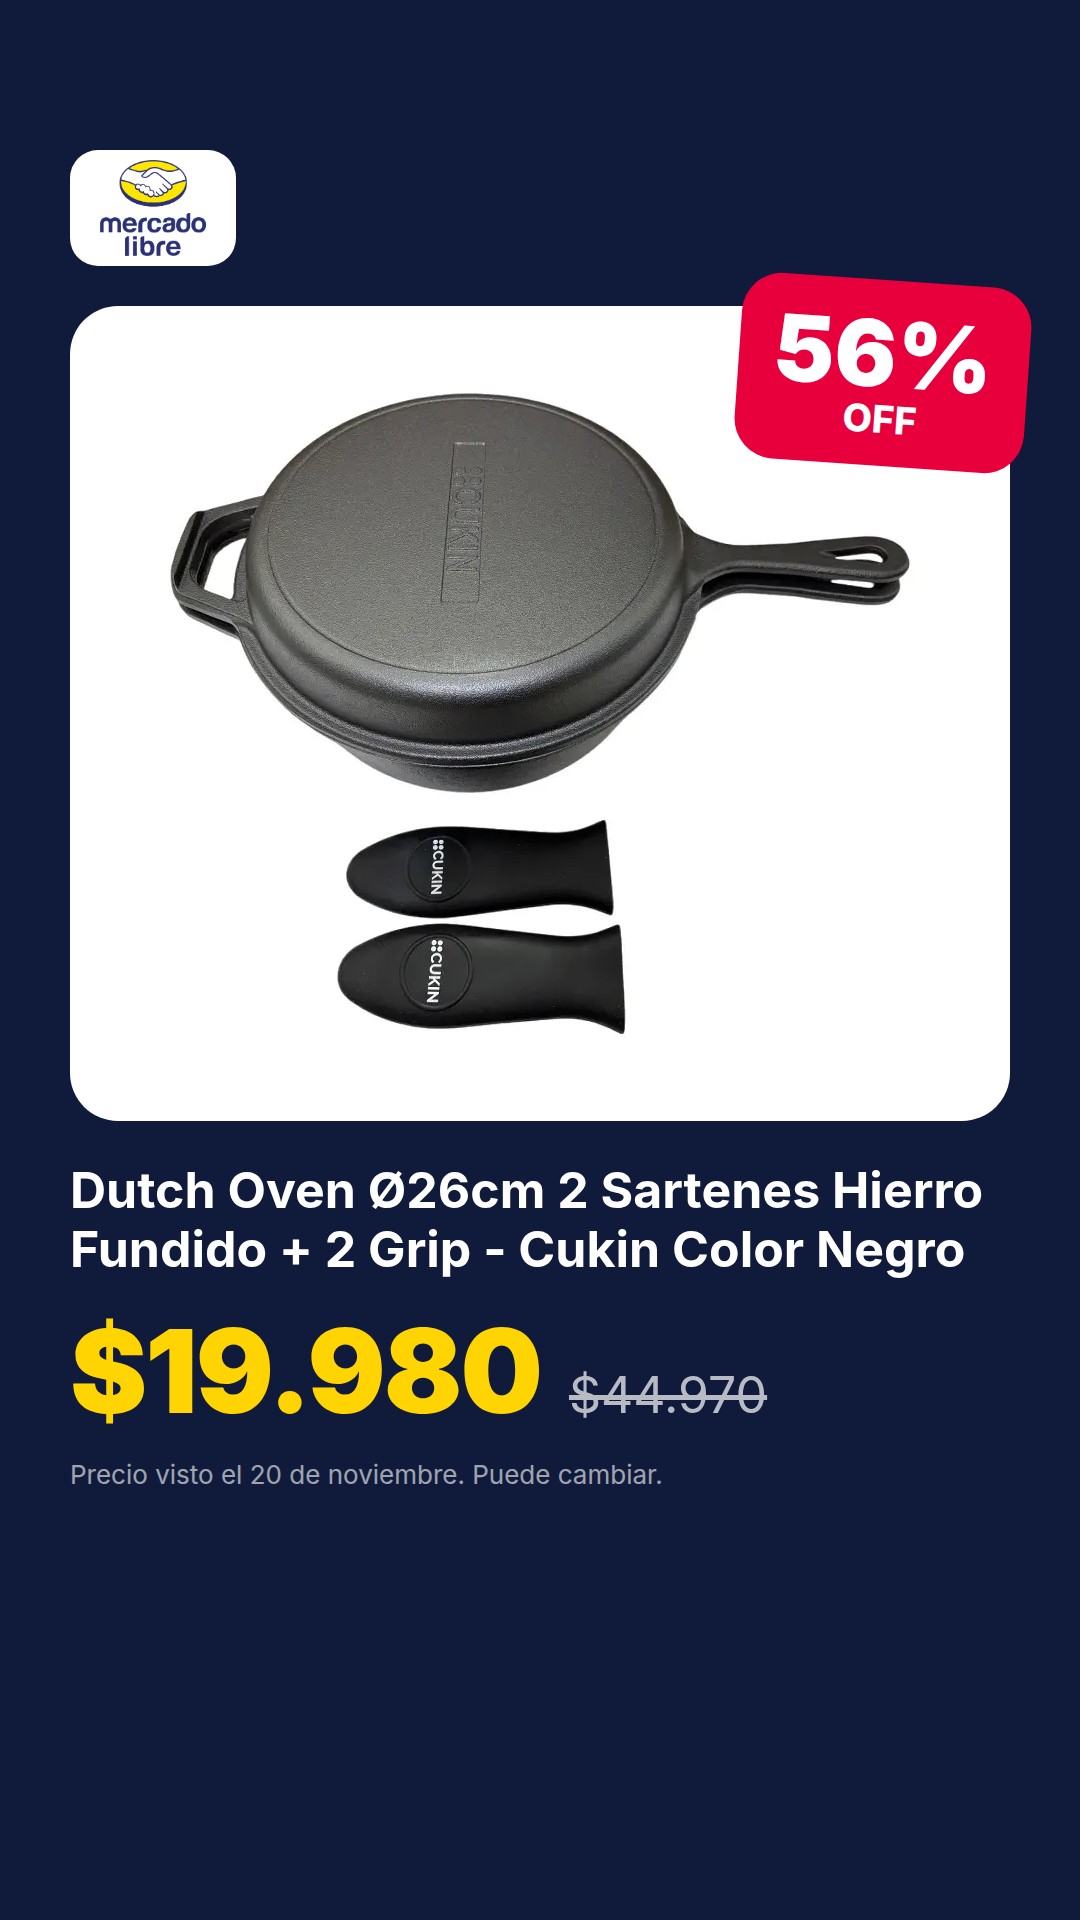 mercado
libre
56%
OFF
CUKIN
CUKIN
CUKIN
Dutch Oven Ø26cm 2 Sartenes Hierro
Fundido + 2 Grip - Cukin Color Negro
$19.980 $44.970
Precio visto el 20 de noviembre. Puede cambiar.